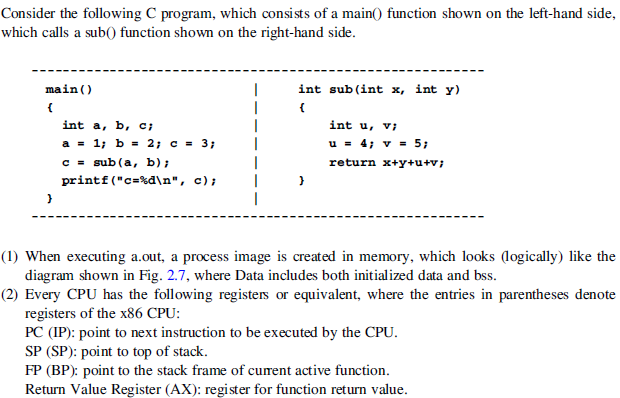 Consider the following C program, which consists of a main() function shown on the left-hand side,
which calls a sub() function shown on the right-hand side.
----------------------------------------------------------------
main() | int sub(int x, int y)
{ | {
int a, b, c; | int u, v;
a = 1; b = 2; c = 3; | u = 4; v = 5;
c = sub(a, b); | return x+y+u+v;
printf("c=%d\n", c); | }
} |
----------------------------------------------------------------
(1) When executing a.out, a process image is created in memory, which looks (logically) like the
diagram shown in Fig. 2.7, where Data includes both initialized data and bss.
(2) Every CPU has the following registers or equivalent, where the entries in parentheses denote
registers of the x86 CPU:
PC (IP): point to next instruction to be executed by the CPU.
SP (SP): point to top of stack.
FP (BP): point to the stack frame of current active function.
Return Value Register (AX): register for function return value.